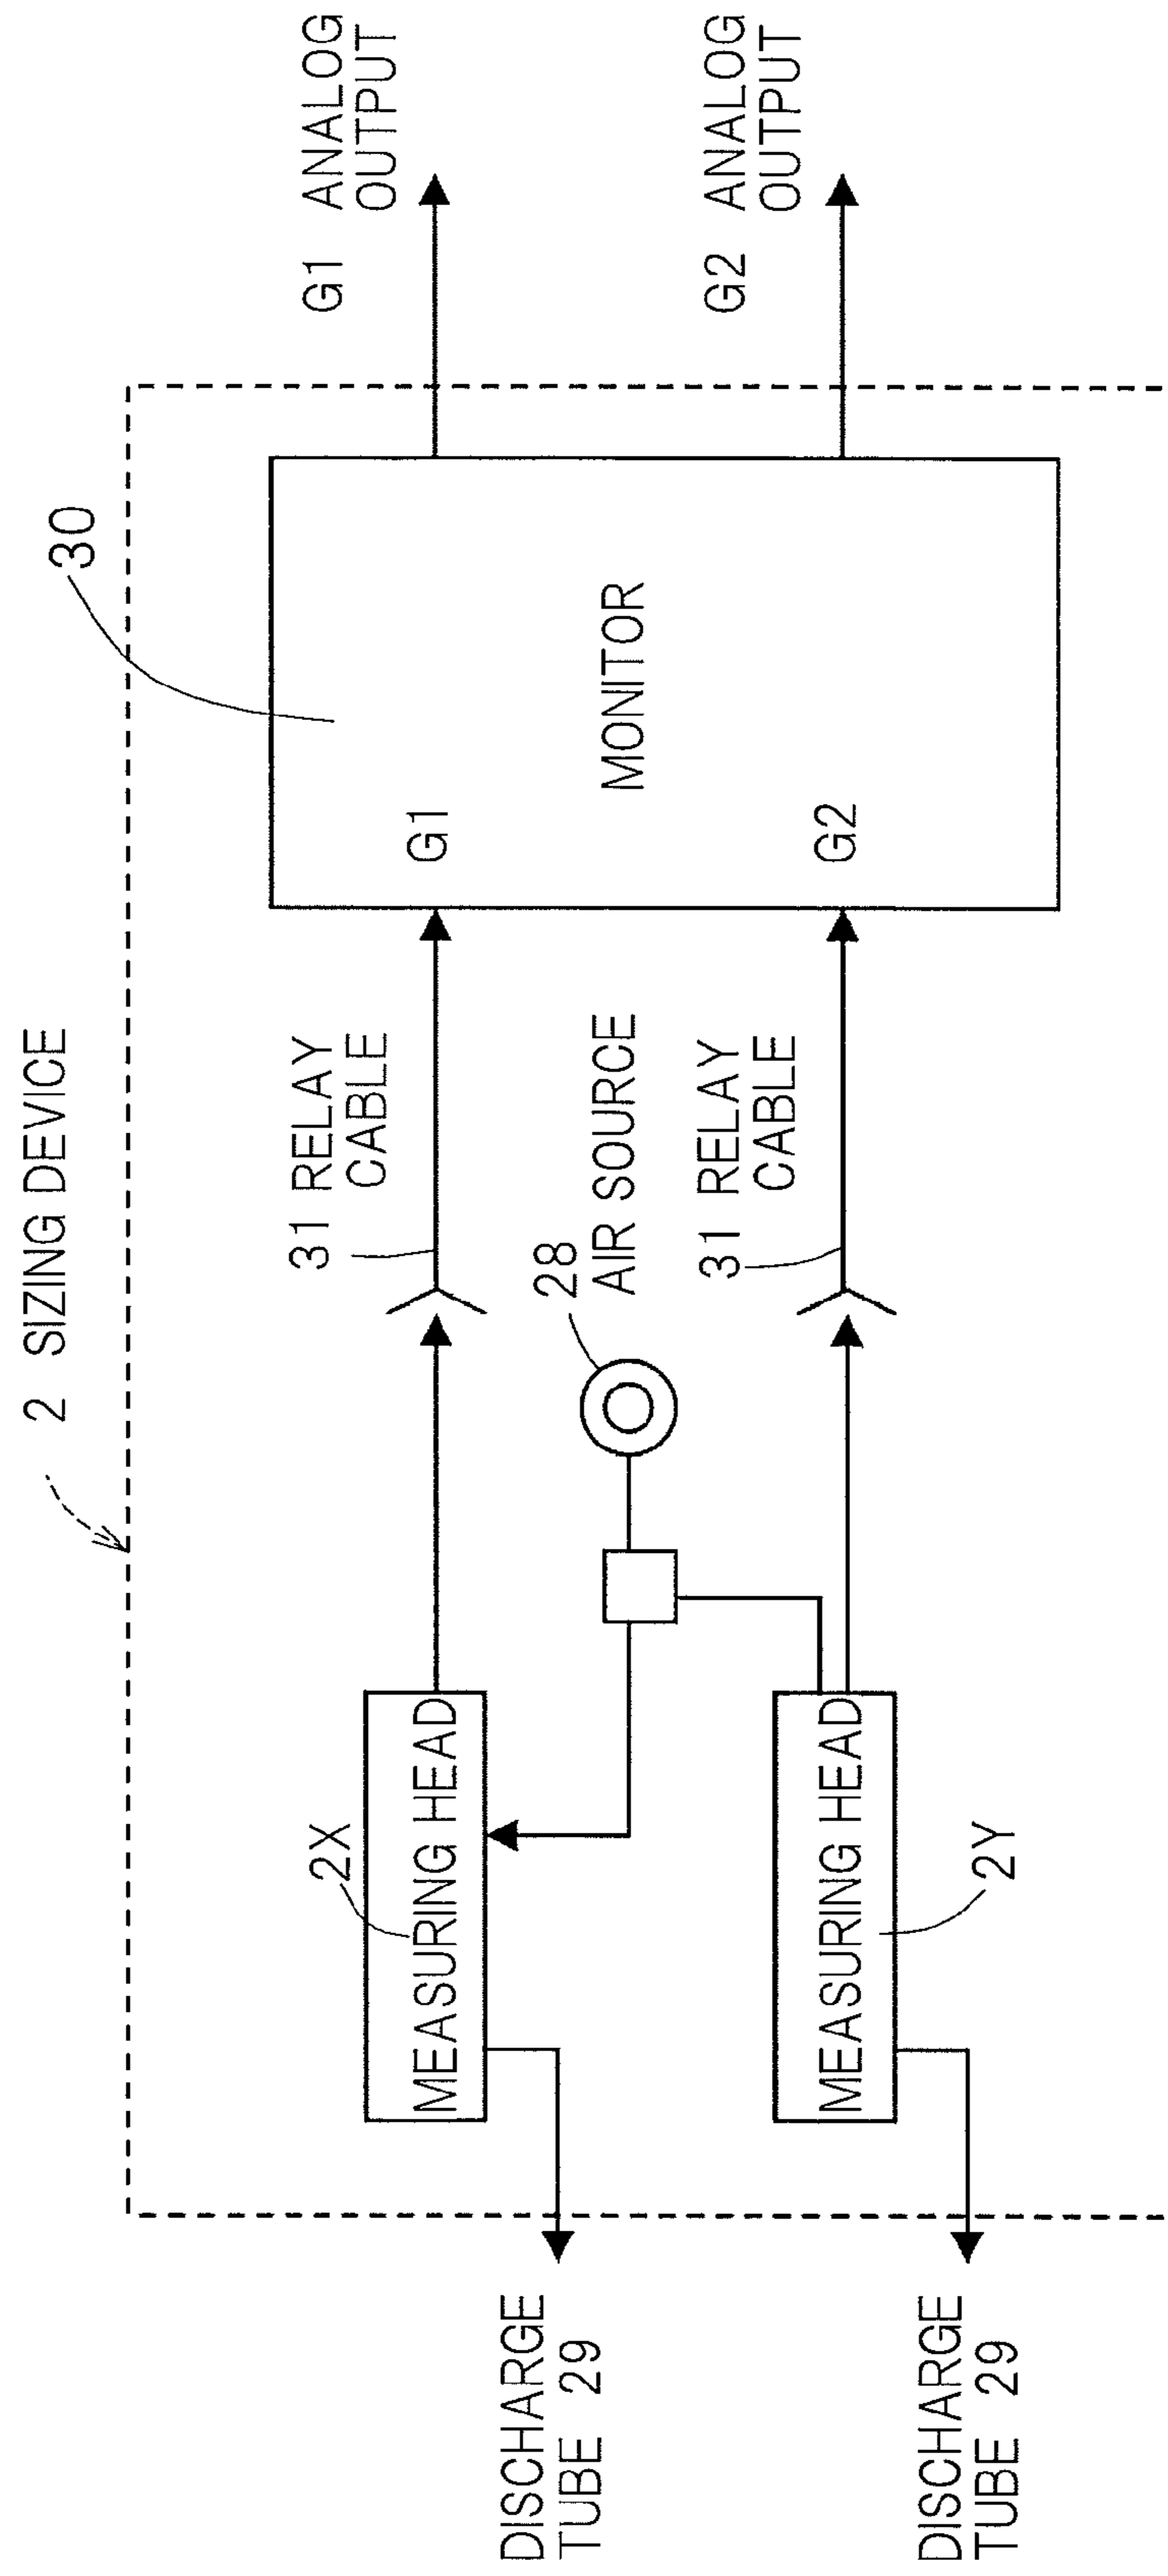 2 SIZING DEVICE
30
2X
MEASURING HEAD
31 RELAY
CABLE
G1
G1 ANALOG
OUTPUT
DISCHARGE
TUBE 29
28
AIR SOURCE
MONITOR
MEASURING HEAD
2Y
31 RELAY
CABLE
G2
G2 ANALOG
OUTPUT
DISCHARGE
TUBE 29